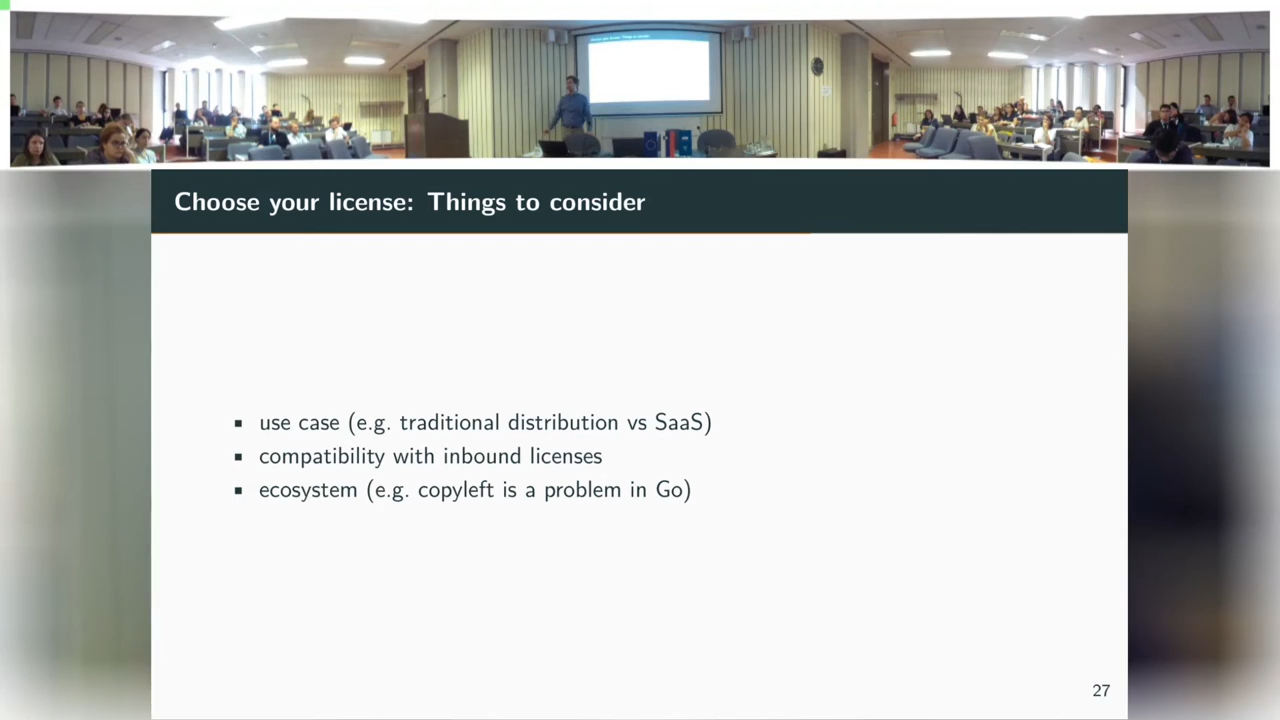 Choose your license: Things to consider
▪ use case (e.g. traditional distribution vs SaaS)
▪ compatibility with inbound licenses
▪ ecosystem (e.g. copyleft is a problem in Go)
27